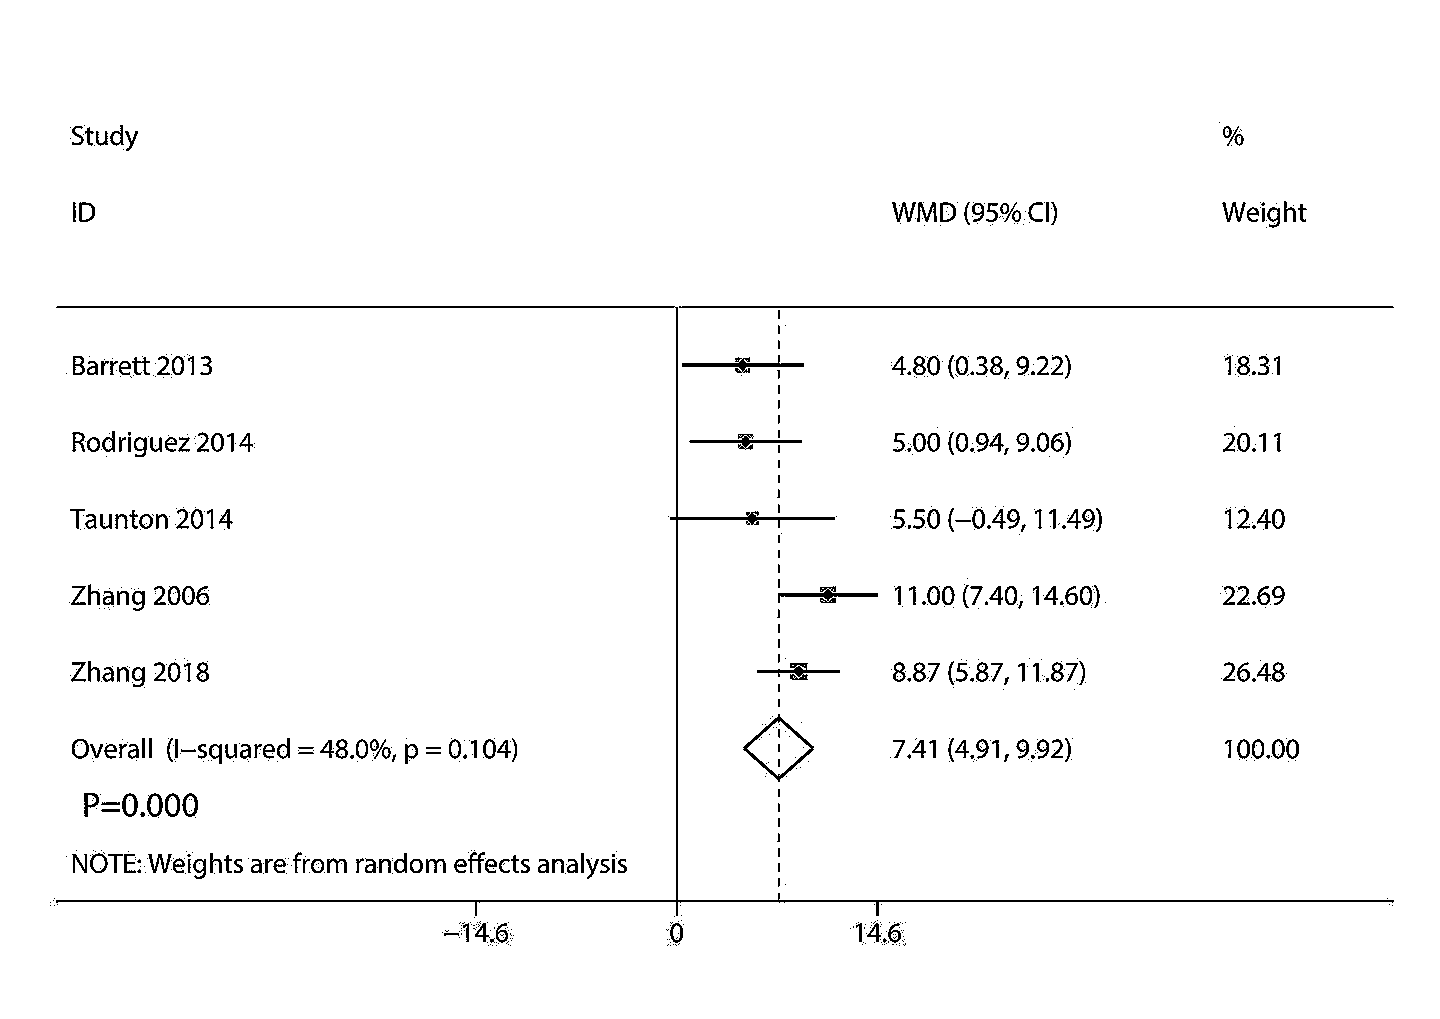 Study %
ID WMD (95% CI) Weight
Barrett 2013 4.80 (0.38, 9.22) 18.31
Rodriguez 2014 5.00 (0.94, 9.06) 20.11
Taunton 2014 5.50 (−0.49, 11.49) 12.40
Zhang 2006 11.00 (7.40, 14.60) 22.69
Zhang 2018 8.87 (5.87, 11.87) 26.48
Overall (I−squared = 48.0%, p = 0.104) 7.41 (4.91, 9.92) 100.00
P=0.000
NOTE: Weights are from random effects analysis
−14.6 0 14.6